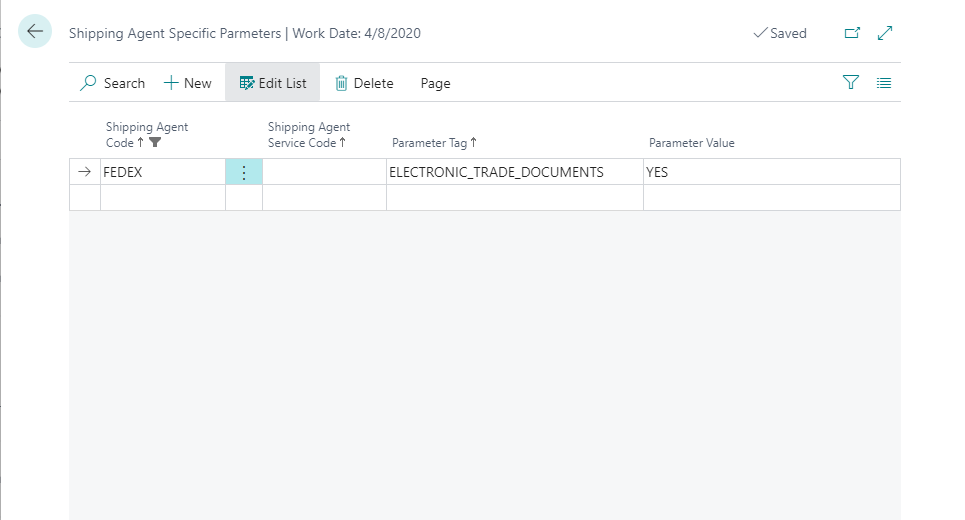 Shipping Agent Specific Parmeters | Work Date: 4/8/2020
Saved
Search
New
Edit List
Delete
Page
Shipping Agent
Code ↑
Shipping Agent
Service Code ↑
Parameter Tag ↑
Parameter Value
FEDEX
ELECTRONIC_TRADE_DOCUMENTS
YES